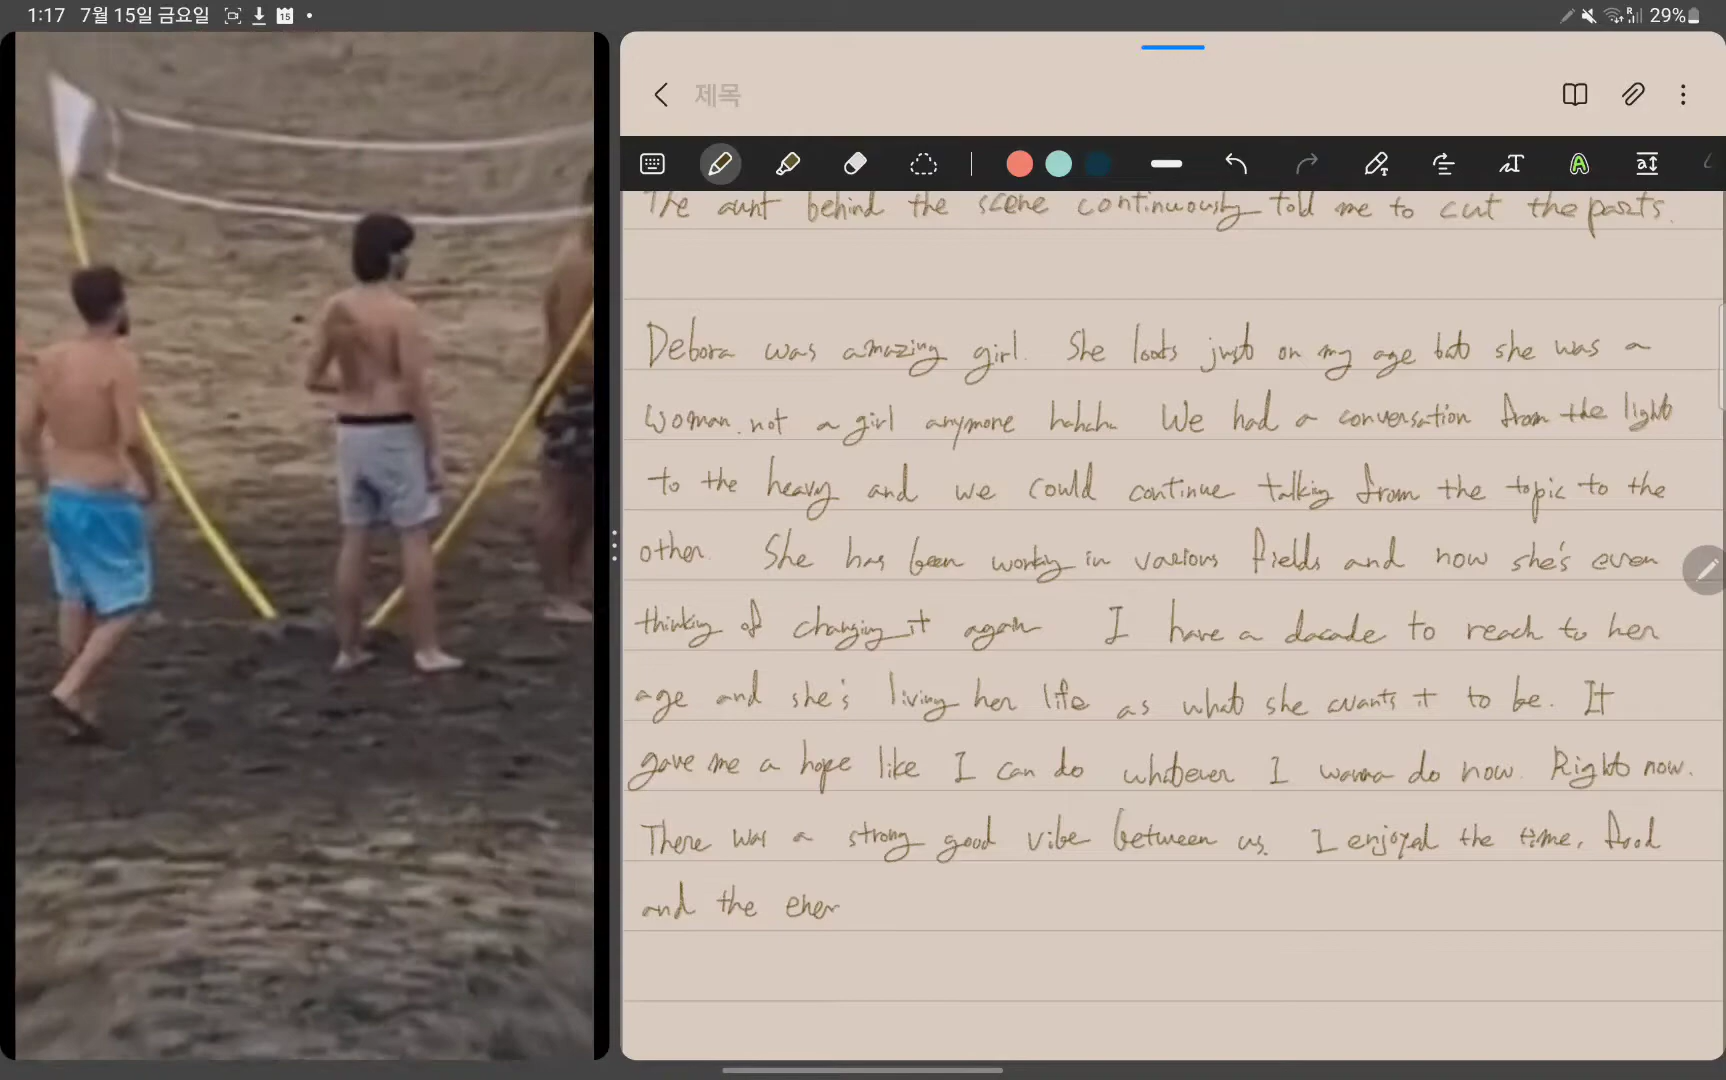 1:17 7월 15일 금요일
15
R
29%
제목
The aunt behind the scene continuously told me to cut the parts.
Debora was amazing girl. She looks just on my age but she was a
woman. not a girl anymore hahaha We had a conversation from the light
to the heavy and we could continue talking from the topic to the
other. She has been working in various fields and now she's even
thinking of changing it again I have a dacade to reach to her
age and she's living her life as what she wants it to be. It
gave me a hope like I can do whatever I wanna do now. Right now.
There was a strong good vibe between us. I enjoyed the time, food
and the ener